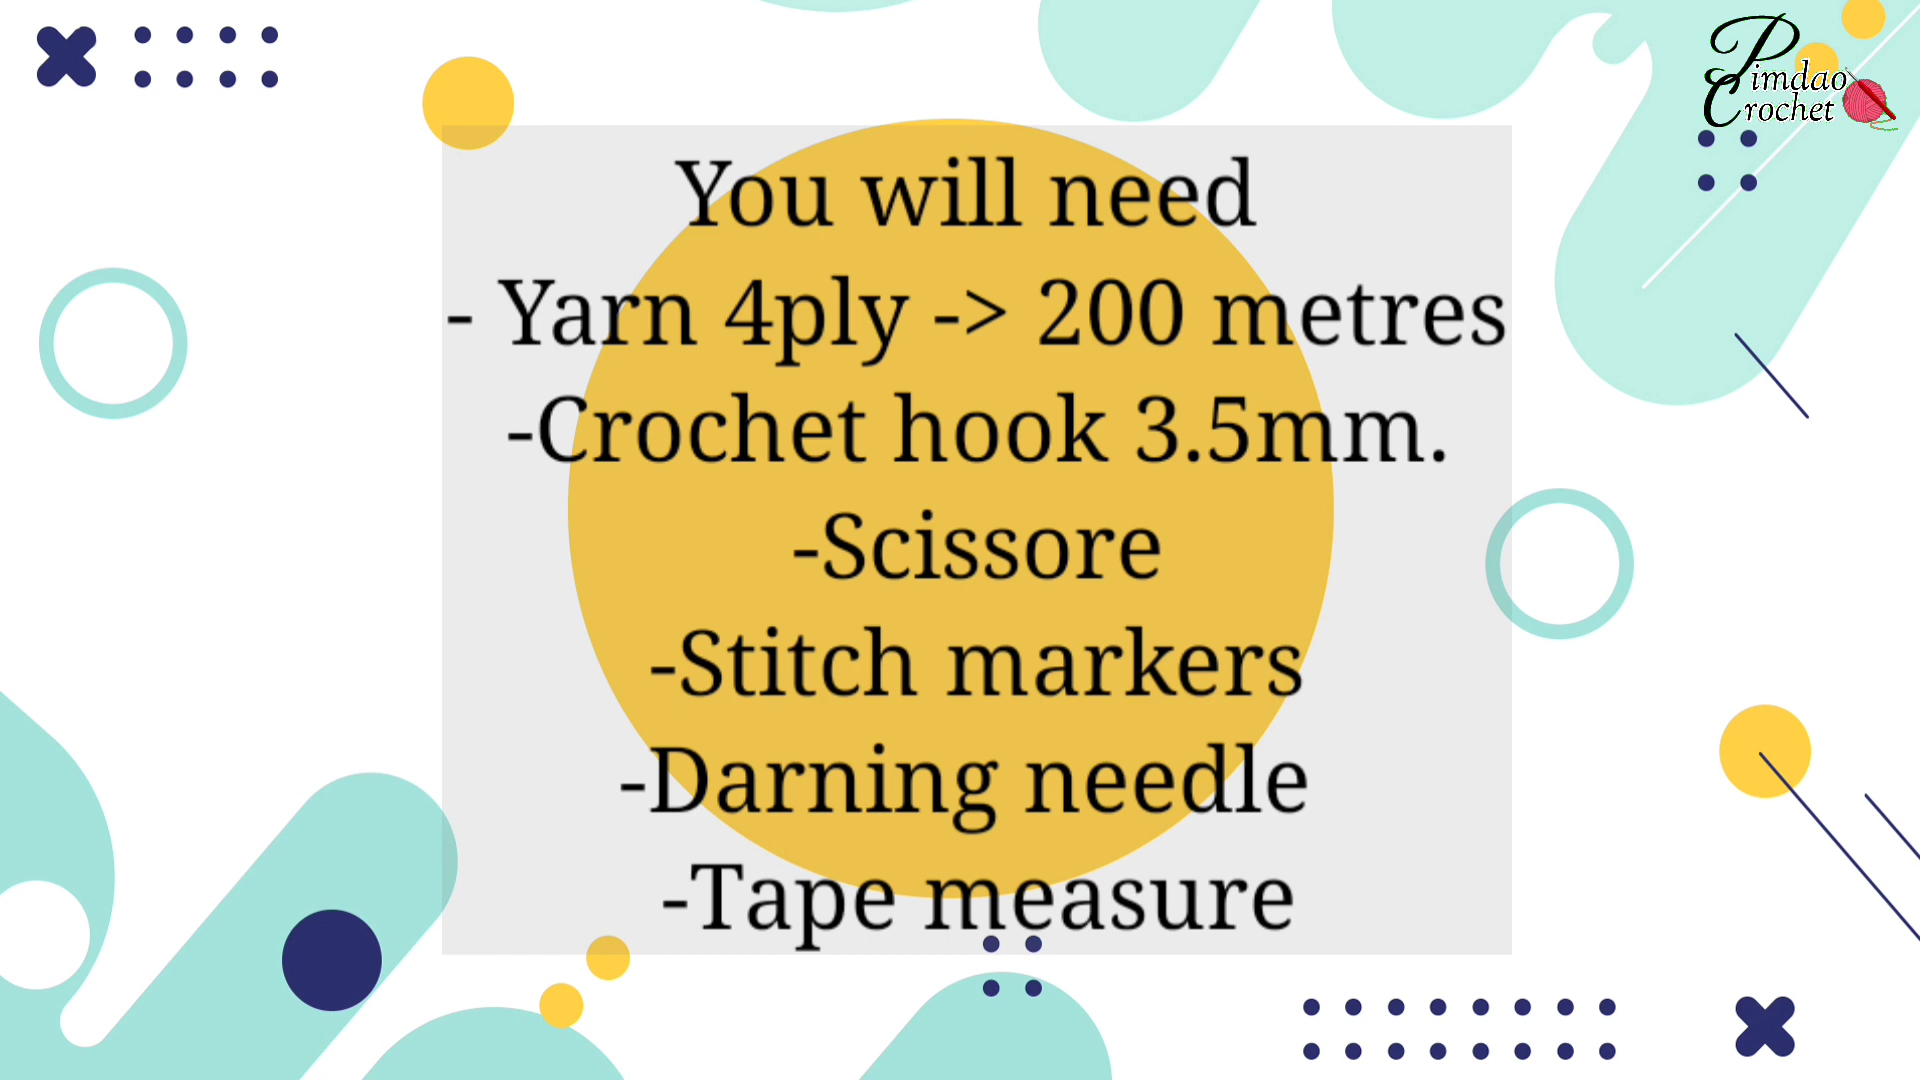 Pimdao
Crochet
You will need
- Yarn 4ply -> 200 metres
-Crochet hook 3.5mm.
-Scissore
-Stitch markers
-Darning needle
-Tape measure